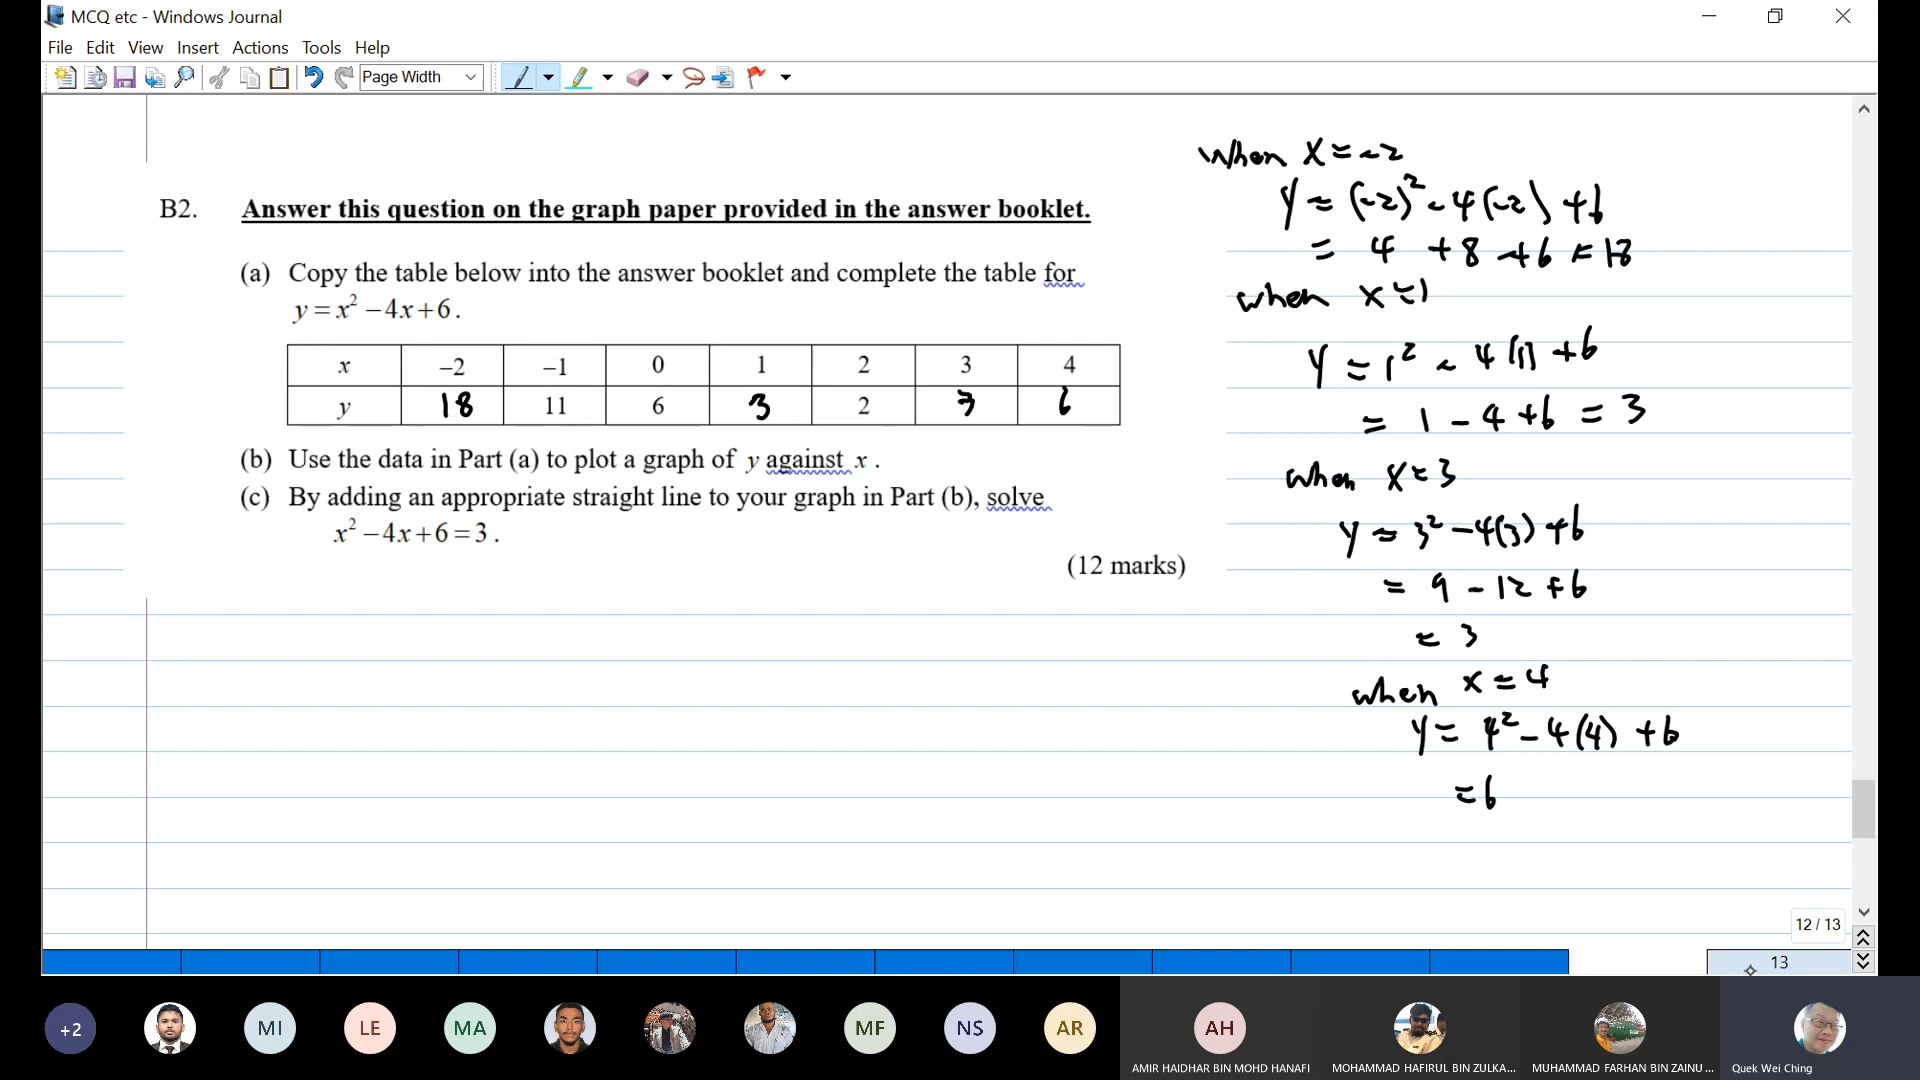 MCQ etc - Windows Journal
File Edit View Insert Actions Tools Help
Page Width
B2. Answer this question on the graph paper provided in the answer booklet.
(a) Copy the table below into the answer booklet and complete the table for
y = x² − 4x + 6.
x −2 −1 0 1 2 3 4
y 18 11 6 3 2 3 6
(b) Use the data in Part (a) to plot a graph of y against x.
(c) By adding an appropriate straight line to your graph in Part (b), solve
x² − 4x + 6 = 3.
(12 marks)
when x = -2
y = (-2)² - 4(-2) + 6
= 4 + 8 + 6 = 18
when x = 1
y = 1² - 4(1) + 6
= 1 - 4 + 6 = 3
when x = 3
y = 3² - 4(3) + 6
= 9 - 12 + 6
= 3
when x = 4
y = 4² - 4(4) + 6
= 6
12 / 13
13
+2 MI LE MA MF NS AR AH
AMIR HAIDHAR BIN MOHD HANAFI MOHAMMAD HAFIRUL BIN ZULKA... MUHAMMAD FARHAN BIN ZAINU ... Quek Wei Ching